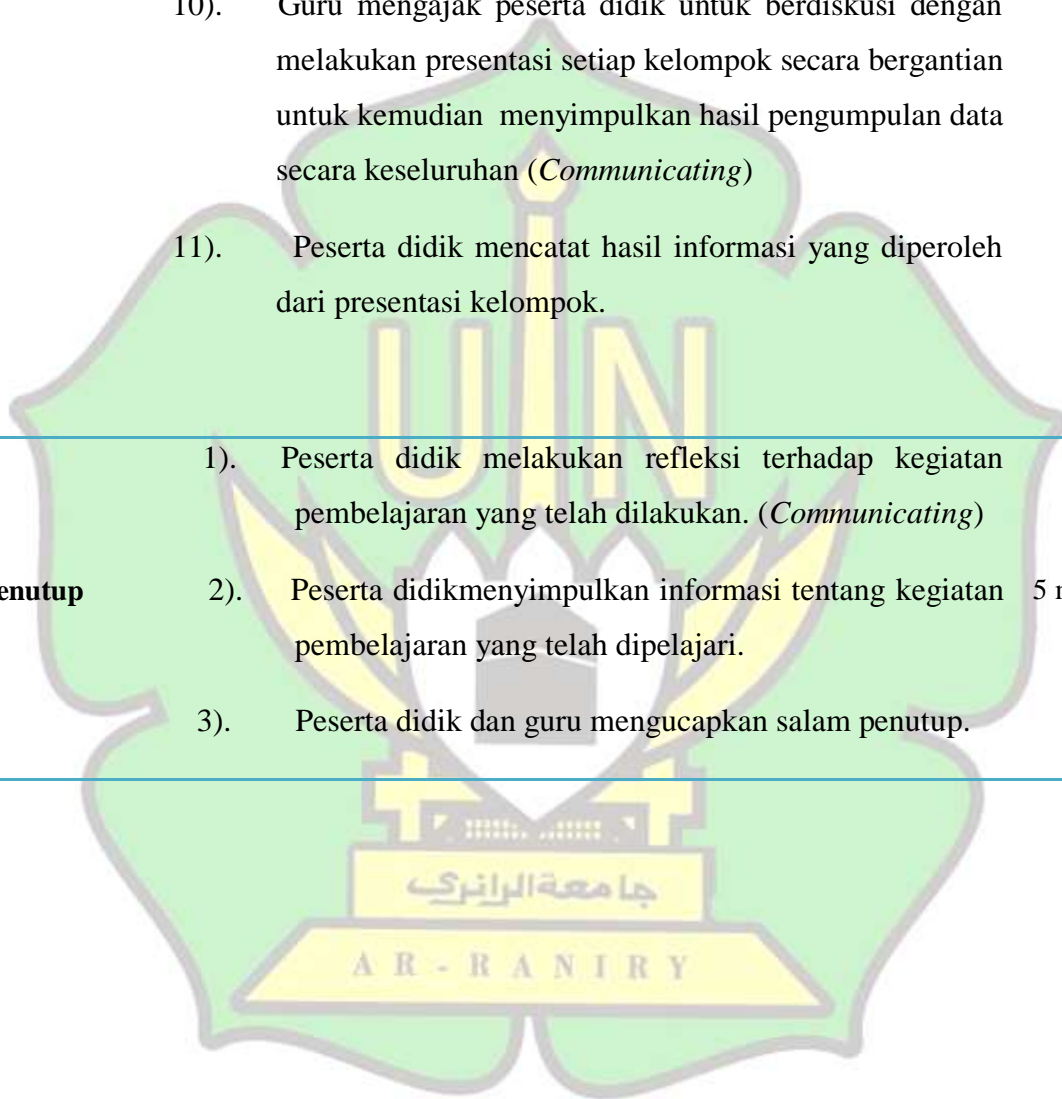 10). Guru mengajak peserta didik untuk berdiskusi dengan
melakukan presentasi setiap kelompok secara bergantian
untuk kemudian menyimpulkan hasil pengumpulan data
secara keseluruhan (Communicating)
11). Peserta didik mencatat hasil informasi yang diperoleh
dari presentasi kelompok.
UIN
1). Peserta didik melakukan refleksi terhadap kegiatan
pembelajaran yang telah dilakukan. (Communicating)
enutup 2). Peserta didikmenyimpulkan informasi tentang kegiatan 5
pembelajaran yang telah dipelajari.
3). Peserta didik dan guru mengucapkan salam penutup.
جامعةالرانري
AR-RANIRY